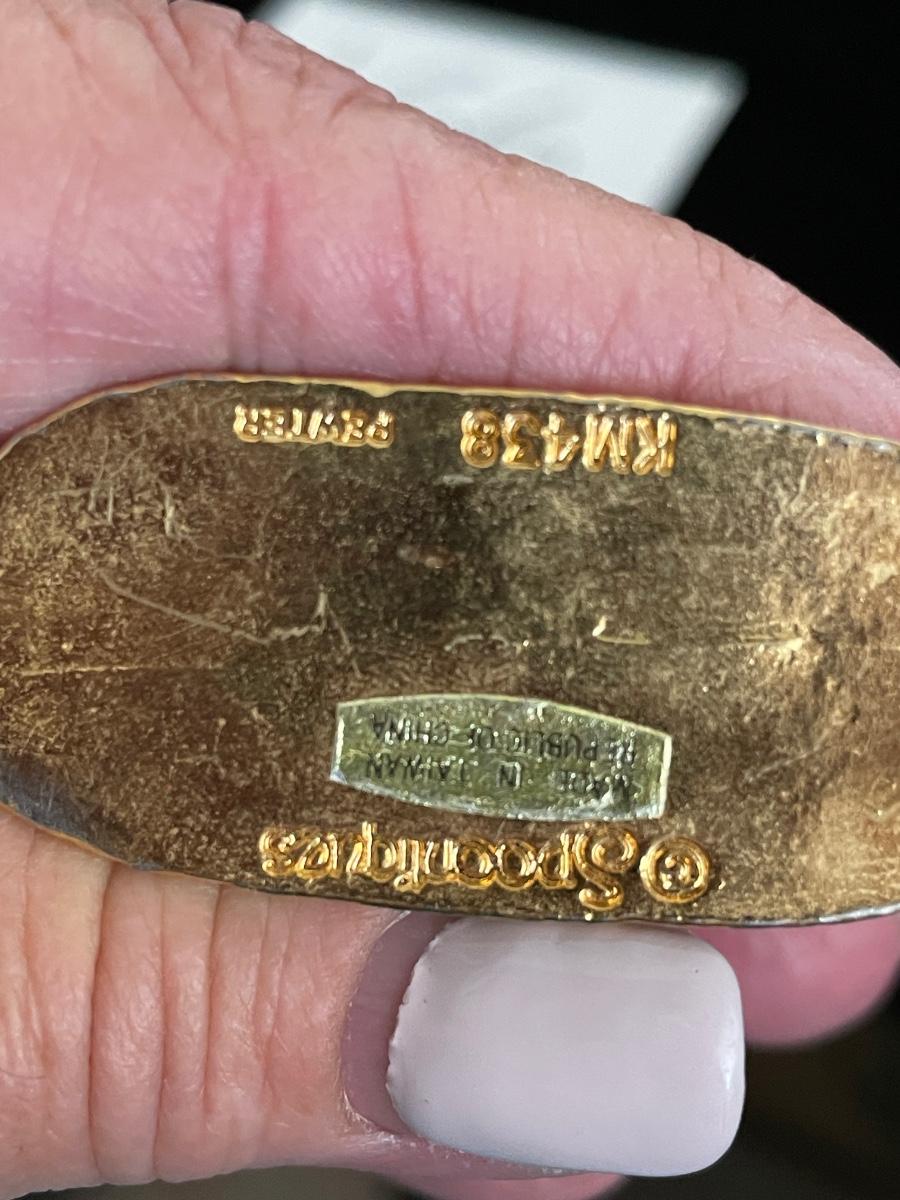 © Spoontiques
MADE IN TAIWAN
REPUBLIC OF CHINA
KM438 PEWTER